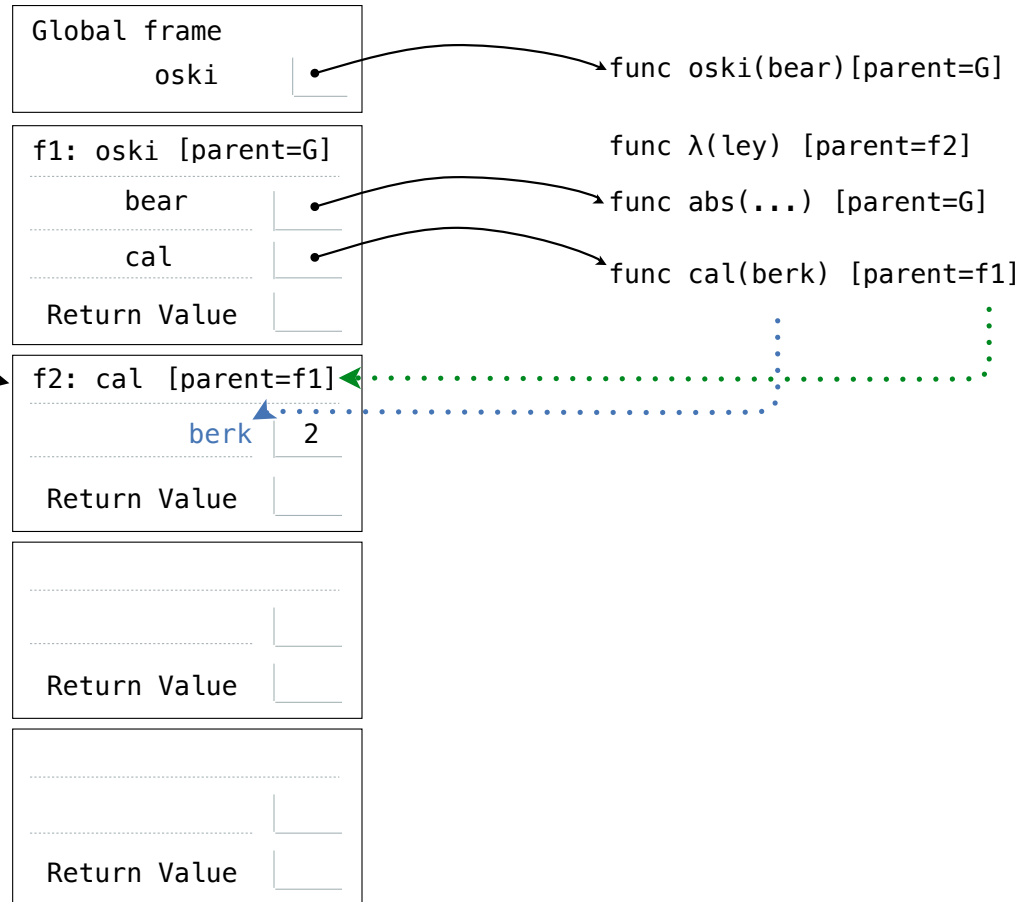 Global frame
oski
func oski(bear)[parent=G]
f1: oski [parent=G]
func λ(ley) [parent=f2]
bear
func abs(...) [parent=G]
cal
func cal(berk) [parent=f1]
Return Value
f2: cal [parent=f1]
berk 2
Return Value
Return Value
Return Value